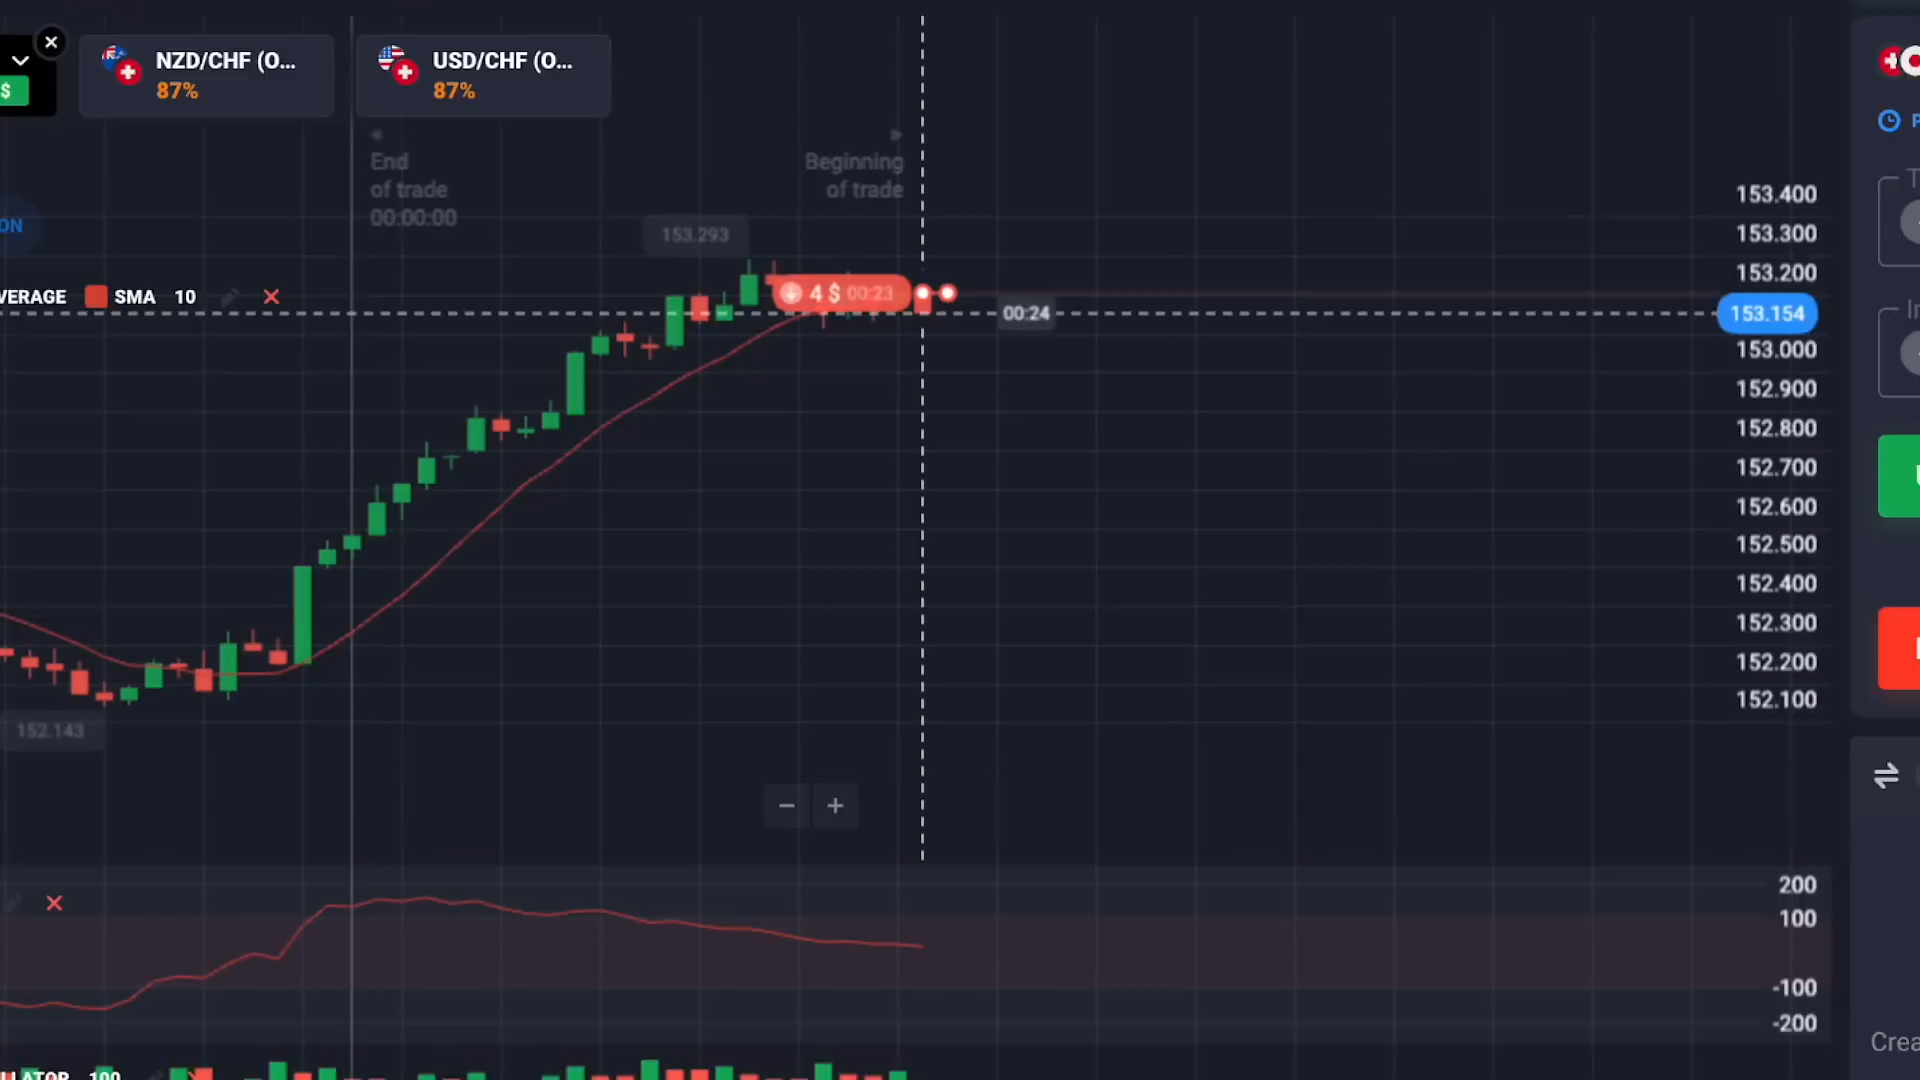 $
NZD/CHF (O...
87%
USD/CHF (O...
87%
End
of trade
00:00:00
Beginning
of trade
ON
153.293
VERAGE SMA 10
4 $ 00:23
00:24
153.400
153.300
153.200
153.154
153.000
152.900
152.800
152.700
152.600
152.500
152.400
152.300
152.200
152.100
152.143
200
100
-100
-200
LLATOR 100
Crea